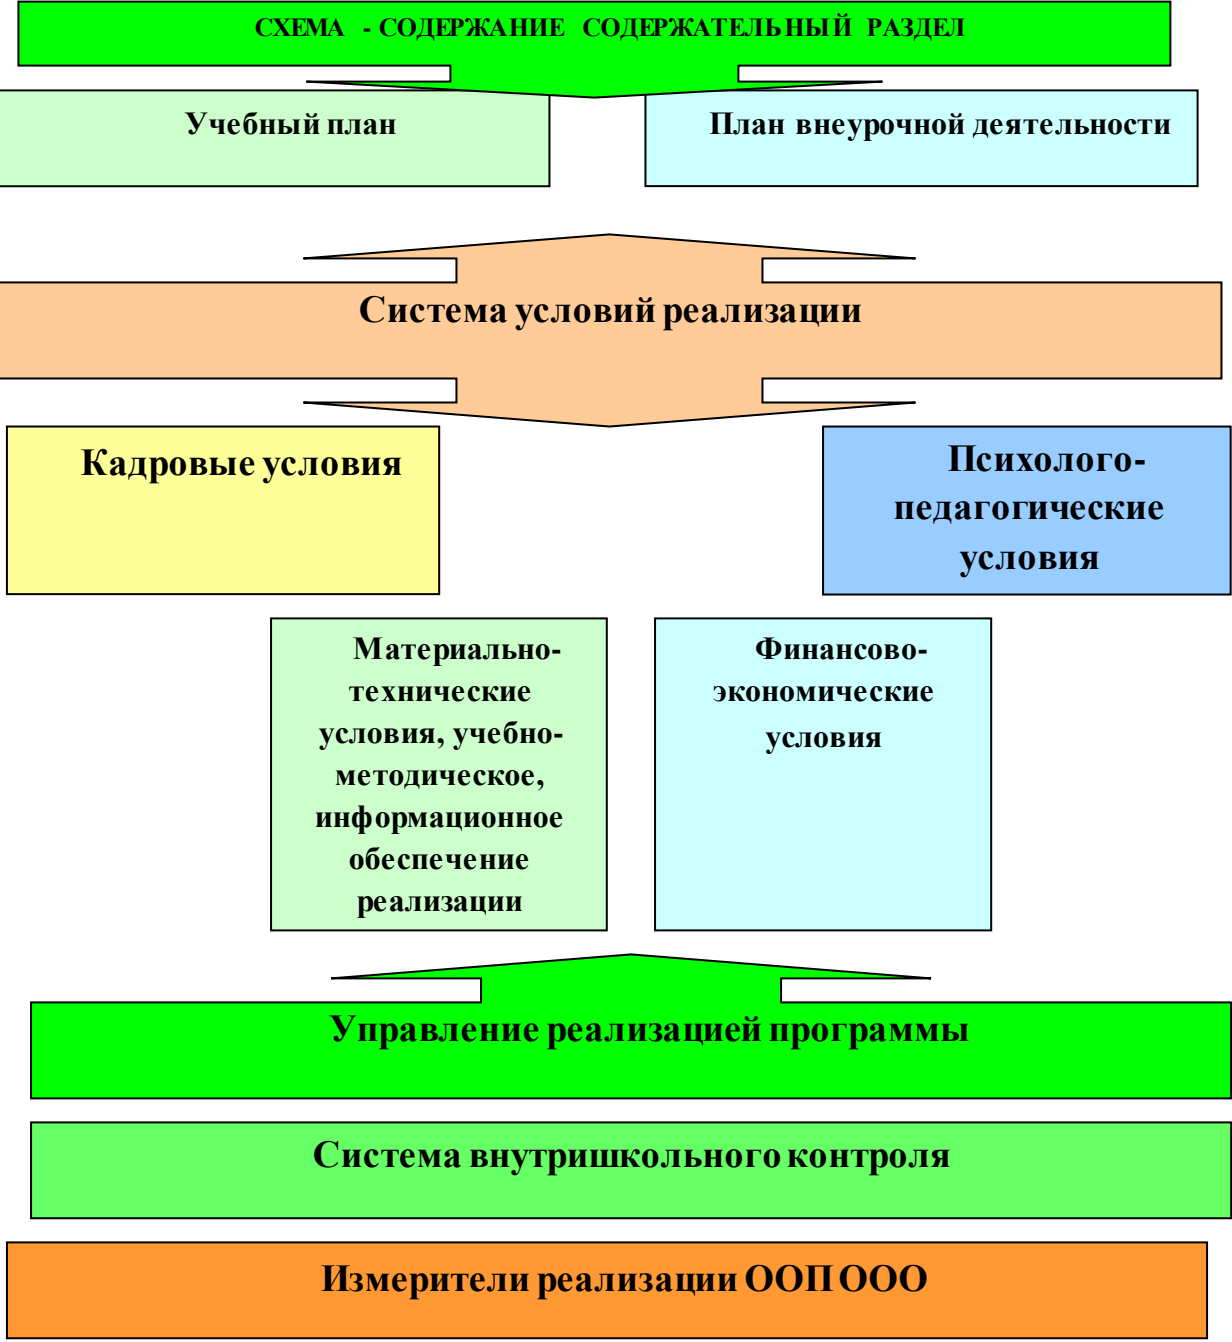 СХЕМА - СОДЕРЖАНИЕ СОДЕРЖАТЕЛЬНЫЙ РАЗДЕЛ
Учебный план
План внеурочной деятельности
Система условий реализации
Кадровые условия
Психолого-
педагогические
условия
Материально-
технические
условия, учебно-
методическое,
информационное
обеспечение
реализации
Финансово-
экономические
условия
Управление реализацией программы
Система внутришкольного контроля
Измерители реализации ООП ООО